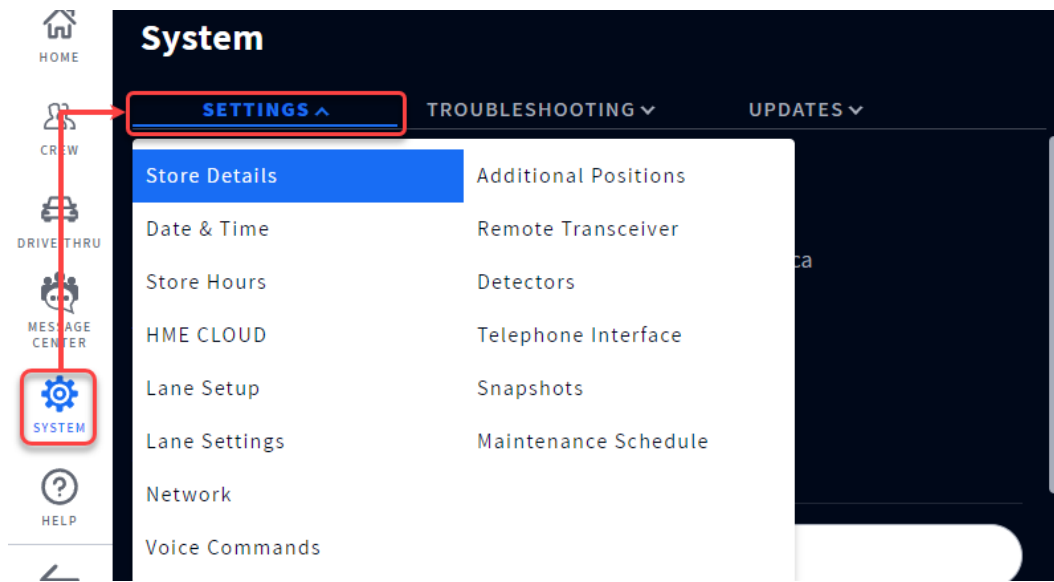 HOME
CREW
DRIVE THRU
MESSAGE
CENTER
SYSTEM
HELP
System
SETTINGS
TROUBLESHOOTING
UPDATES
Store Details
Date & Time
Store Hours
HME CLOUD
Lane Setup
Lane Settings
Network
Voice Commands
Additional Positions
Remote Transceiver
Detectors
Telephone Interface
Snapshots
Maintenance Schedule
ca